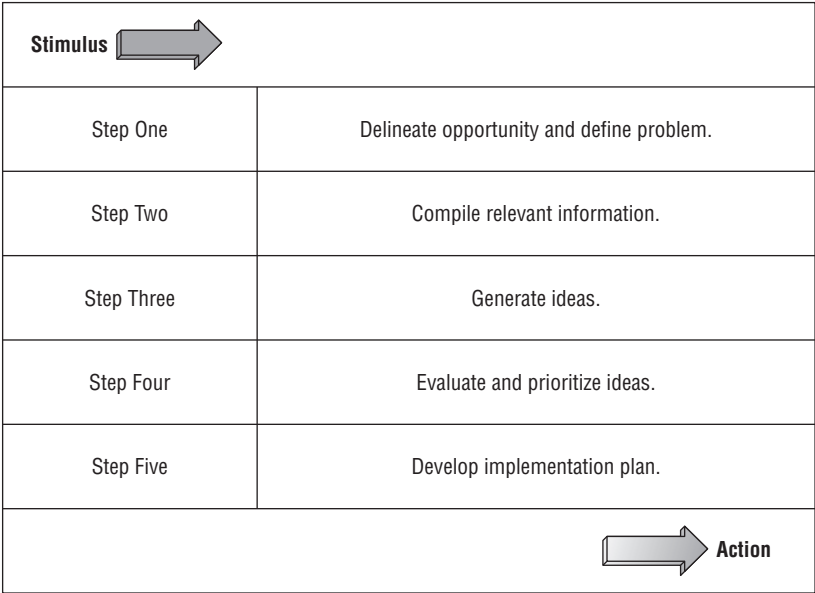 Stimulus
Step One Delineate opportunity and define problem.
Step Two Compile relevant information.
Step Three Generate ideas.
Step Four Evaluate and prioritize ideas.
Step Five Develop implementation plan.
Action